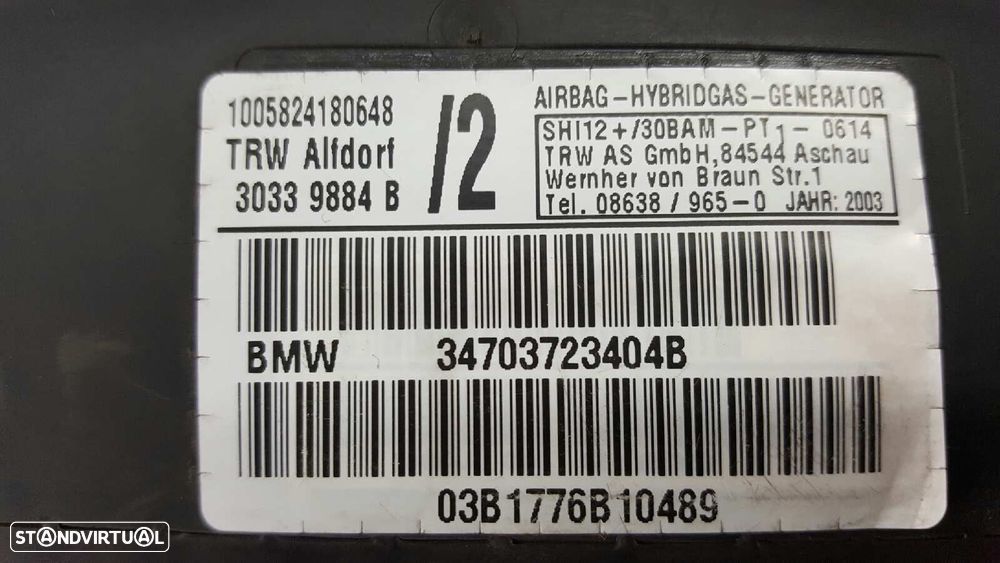 1005824180648
TRW Alfdorf
3033 9884 B
/2
AIRBAG-HYBRIDGAS-GENERATOR
SHI12+/30BAM-PT1-0614
TRW AS GmbH,84544 Aschau
Wernher von Braun Str.1
Tel. 08638 / 965-0 JAHR: 2003
BMW 34703723404B
03B1776B10489
STANDVIRTUAL